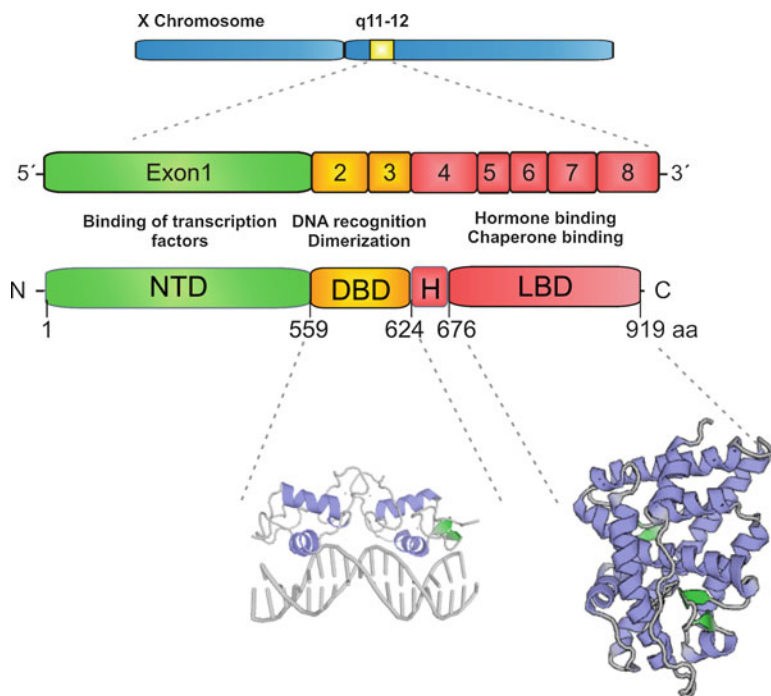 X Chromosome q11-12
5´ Exon1 2 3 4 5 6 7 8 3´
Binding of transcription factors
DNA recognition
Dimerization
Hormone binding
Chaperone binding
N NTD DBD H LBD C
1 559 624 676 919 aa